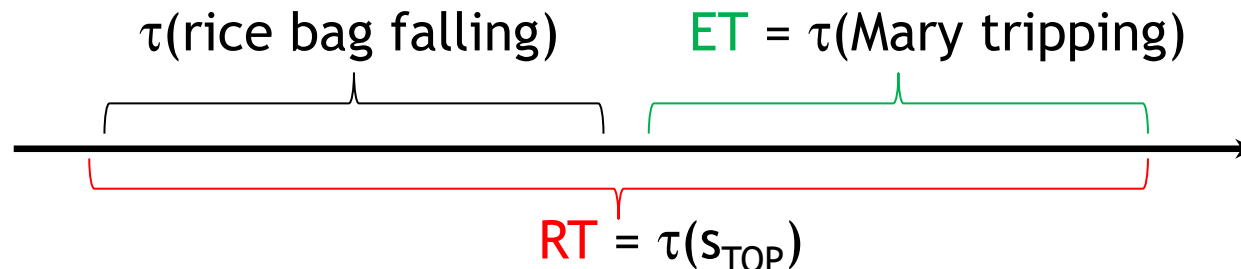 τ(rice bag falling)
ET = τ(Mary tripping)
RT = τ(sTOP)